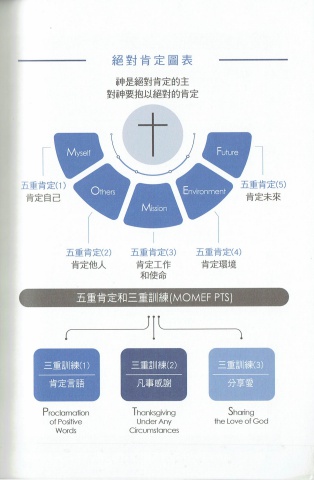 絕對肯定圖表
神是絕對肯定的主
對神要抱以絕對的肯定
Myself
Others
Mission
Environment
Future
五重肯定(1)
肯定自己
五重肯定(2)
肯定他人
五重肯定(3)
肯定工作
和使命
五重肯定(4)
肯定環境
五重肯定(5)
肯定未來
五重肯定和三重訓練(MOMEF PTS)
三重訓練(1)
肯定言語
三重訓練(2)
凡事感謝
三重訓練(3)
分享愛
Proclamation
of Positive
Words
Thanksgiving
Under Any
Circumstances
Sharing
the Love of God